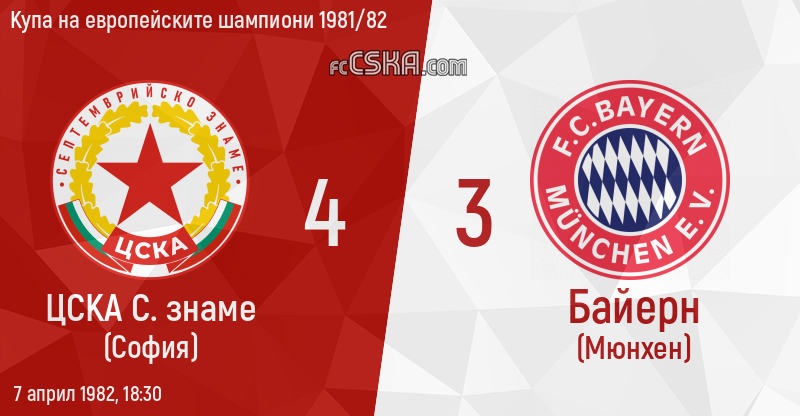 Купа на европейските шампиони 1981/82
fcCSKA.com
СЕПТЕМВРИЙСКО ЗНАМЕ
ЦСКА
F.C. BAYERN
MÜNCHEN E.V.
4
3
ЦСКА С. знаме
(София)
Байерн
(Мюнхен)
7 април 1982, 18:30